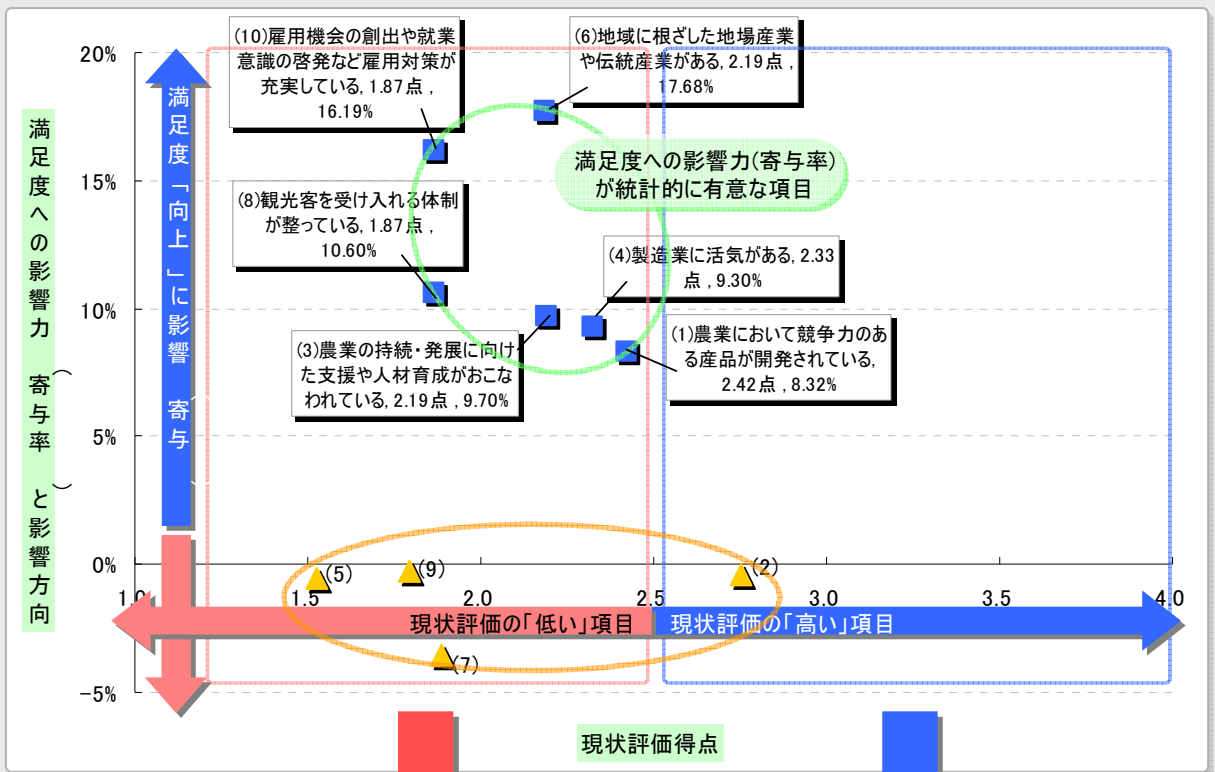 (10)雇用機会の創出や就業
意識の啓発など雇用対策が
充実している, 1.87点 ,
16.19%
(6)地域に根ざした地場産業
や伝統産業がある, 2.19点 ,
17.68%
満足度への影響力(寄与率)
が統計的に有意な項目
(8)観光客を受け入れる体制
が整っている, 1.87点 ,
10.60%
(4)製造業に活気がある, 2.33
点 , 9.30%
(3)農業の持続・発展に向け
た支援や人材育成がおこな
われている, 2.19点 , 9.70%
(1)農業において競争力のあ
る産品が開発されている,
2.42点 , 8.32%
満足度への影響力(寄与率)と影響方向
満足度「向上」に影響 寄与
20%
15%
10%
5%
0%
-5%
(5)
(9)
(2)
(7)
1.0
1.5
2.0
2.5
3.0
3.5
4.0
現状評価の「低い」項目
現状評価の「高い」項目
現状評価得点